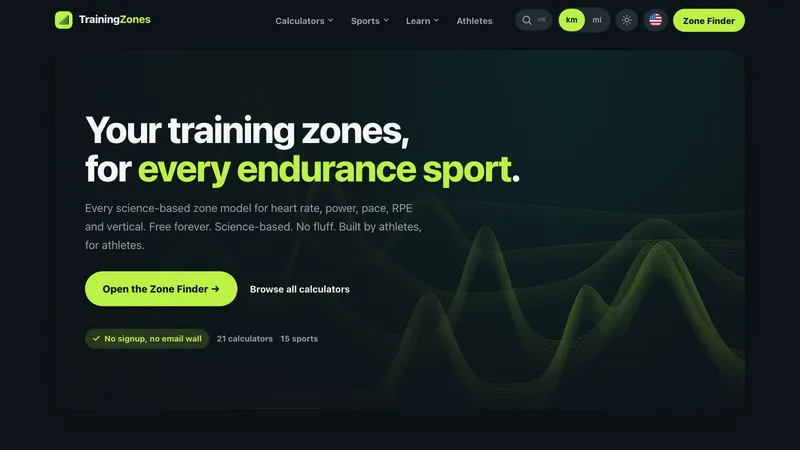 TrainingZones
Calculators
Sports
Learn
Athletes
⌘K
km
mi
Zone Finder
Your training zones,
for every endurance sport.
Every science-based zone model for heart rate, power, pace, RPE
and vertical. Free forever. Science-based. No fluff. Built by athletes,
for athletes.
Open the Zone Finder →
Browse all calculators
No signup, no email wall
21 calculators
15 sports